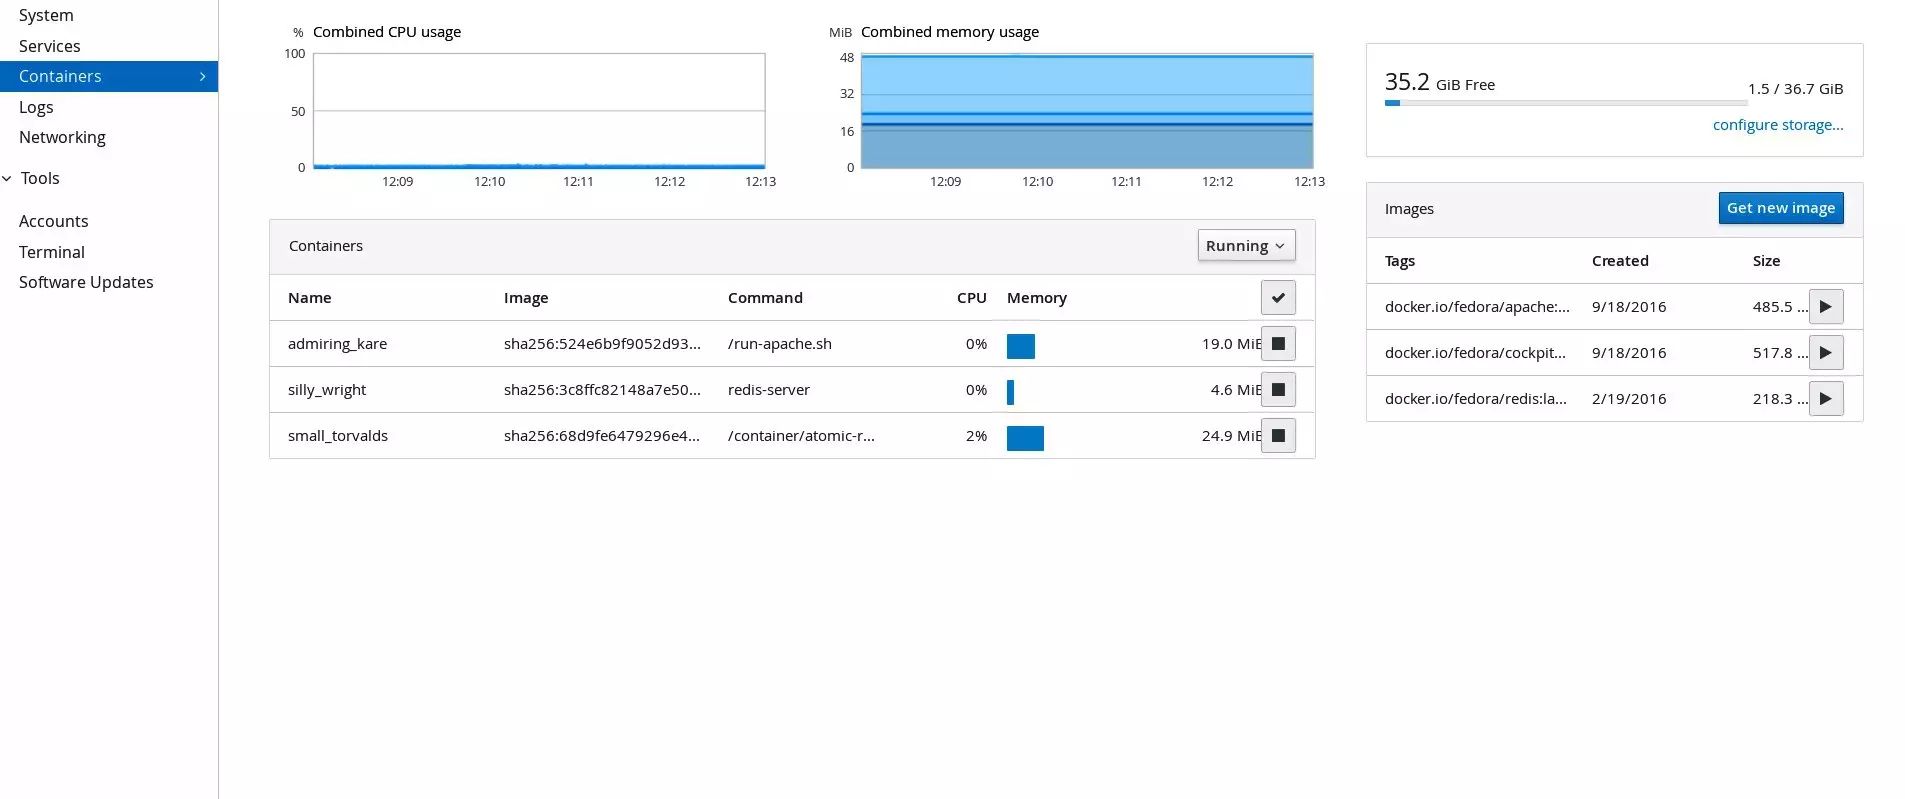 System
Services
Containers
Logs
Networking
Tools
Accounts
Terminal
Software Updates
% Combined CPU usage
100
50
0
12:09 12:10 12:11 12:12 12:13
MiB Combined memory usage
48
32
16
0
12:09 12:10 12:11 12:12 12:13
Containers Running
Name Image Command CPU Memory
admiring_kare sha256:524e6b9f9052d93... /run-apache.sh 0% 19.0 MiB
silly_wright sha256:3c8ffc82148a7e50... redis-server 0% 4.6 MiB
small_torvalds sha256:68d9fe6479296e4... /container/atomic-r... 2% 24.9 MiB
35.2 GiB Free 1.5 / 36.7 GiB
configure storage...
Images Get new image
Tags Created Size
docker.io/fedora/apache:... 9/18/2016 485.5 ...
docker.io/fedora/cockpit... 9/18/2016 517.8 ...
docker.io/fedora/redis:la... 2/19/2016 218.3 ...